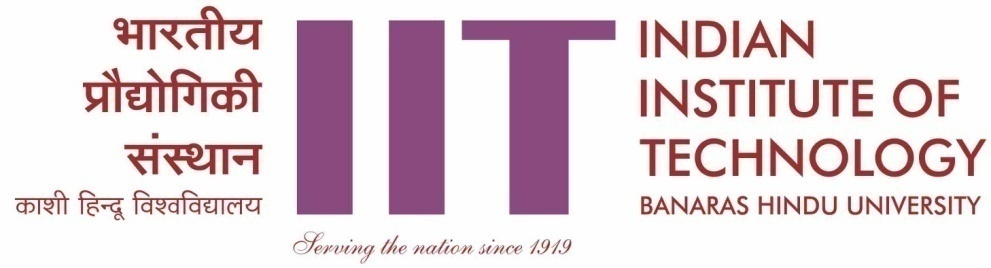 भारतीय
प्रौद्योगिकी
संस्थान
काशी हिन्दू विश्वविद्यालय
IIT
Serving the nation since 1919
INDIAN
INSTITUTE OF
TECHNOLOGY
BANARAS HINDU UNIVERSITY